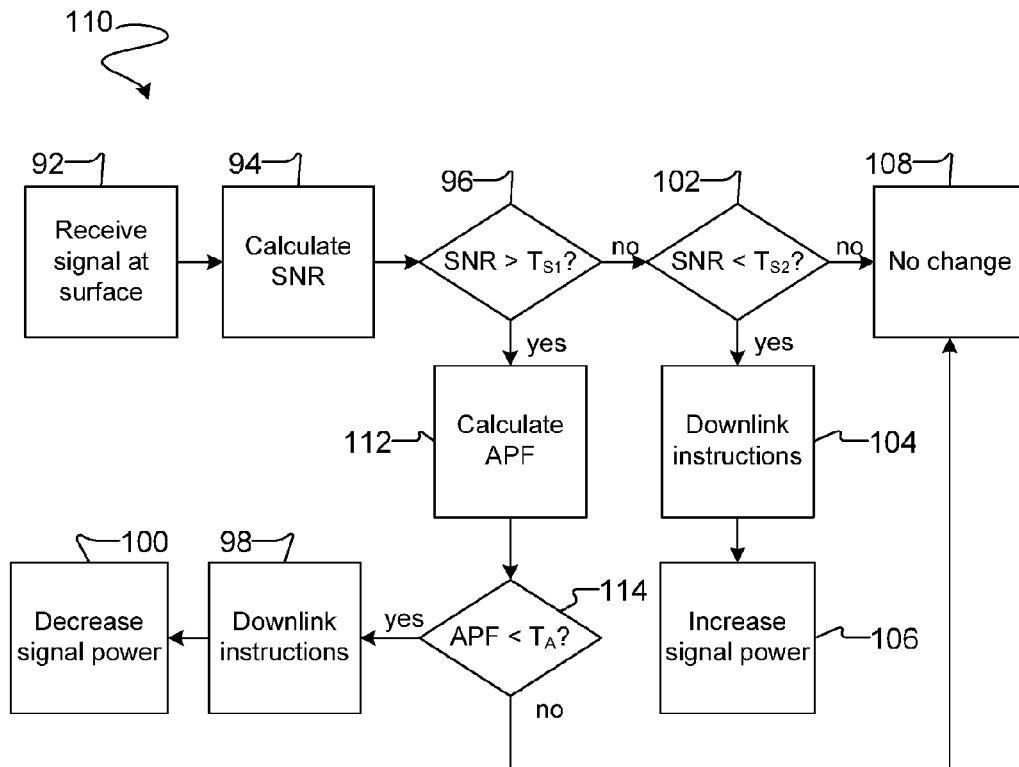 110
92
94
96
102
108
Receive
signal at
surface
Calculate
SNR
SNR > TS1?
no
SNR < TS2?
no
No change
yes
yes
112
Calculate
APF
Downlink
instructions
104
100
98
114
Decrease
signal power
Downlink
instructions
yes
APF < TA?
Increase
signal power
106
no